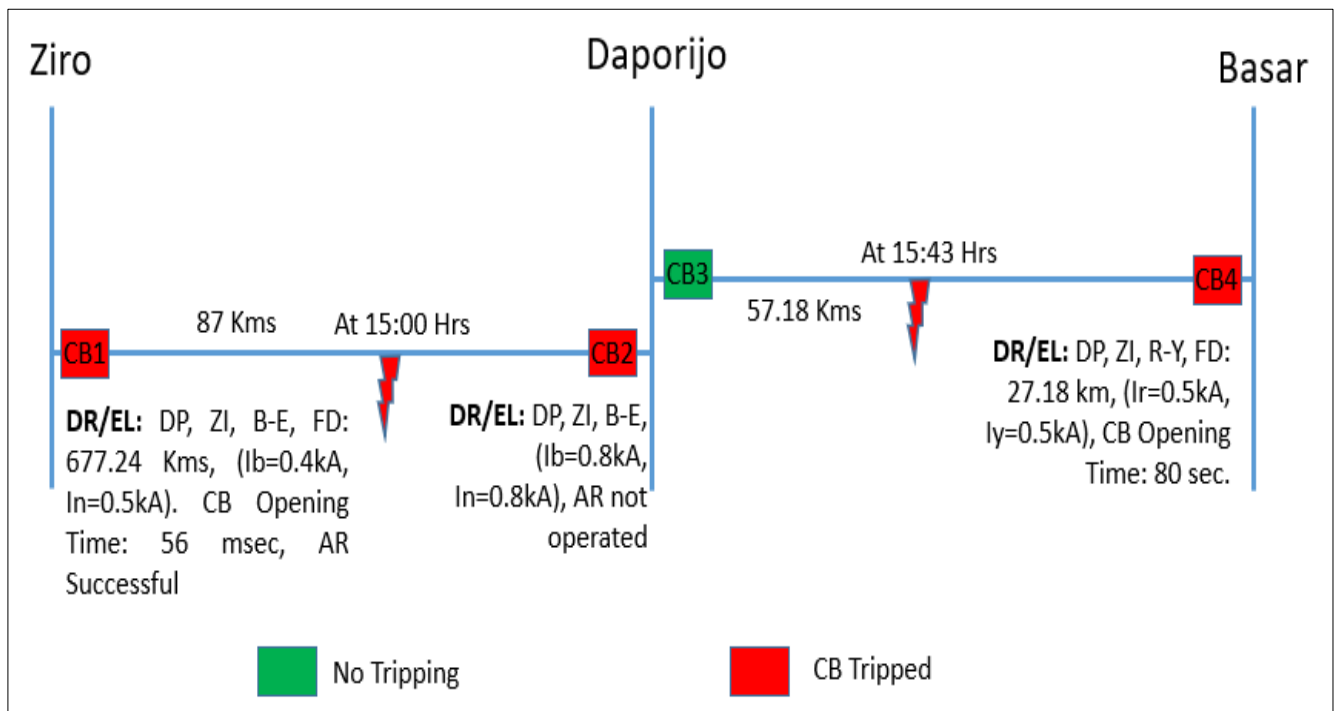 Ziro
Daporijo
Basar
At 15:43 Hrs
CB3
CB4
57.18 Kms
87 Kms
At 15:00 Hrs
CB1
CB2
DR/EL: DP, ZI, B-E, FD:
677.24 Kms, (Ib=0.4kA,
In=0.5kA). CB Opening
Time: 56 msec, AR
Successful
DR/EL: DP, ZI, B-E,
(Ib=0.8kA,
In=0.8kA), AR not
operated
DR/EL: DP, ZI, R-Y, FD:
27.18 km, (Ir=0.5kA,
Iy=0.5kA), CB Opening
Time: 80 sec.
No Tripping
CB Tripped